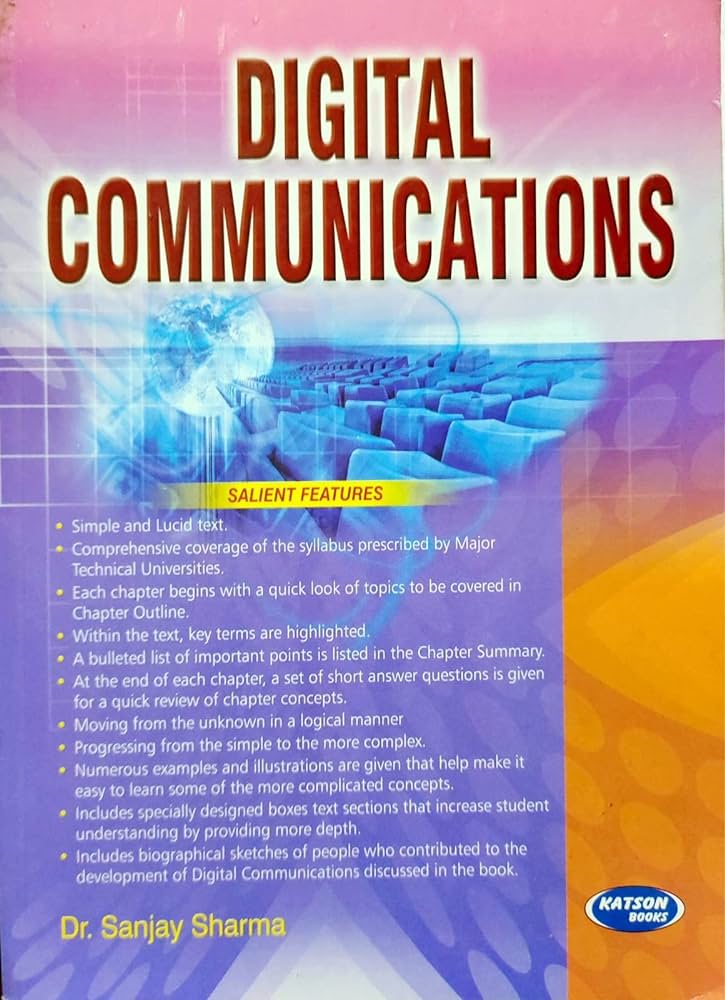 DIGITAL
COMMUNICATIONS
SALIENT FEATURES
• Simple and Lucid text.
• Comprehensive coverage of the syllabus prescribed by Major
Technical Universities.
• Each chapter begins with a quick look of topics to be covered in
Chapter Outline.
• Within the text, key terms are highlighted.
• A bulleted list of important points is listed in the Chapter Summary.
• At the end of each chapter, a set of short answer questions is given
for a quick review of chapter concepts.
• Moving from the unknown in a logical manner
• Progressing from the simple to the more complex.
• Numerous examples and illustrations are given that help make it
easy to learn some of the more complicated concepts.
• Includes specially designed boxes text sections that increase student
understanding by providing more depth.
• Includes biographical sketches of people who contributed to the
development of Digital Communications discussed in the book.
Dr. Sanjay Sharma
KATSON
BOOKS